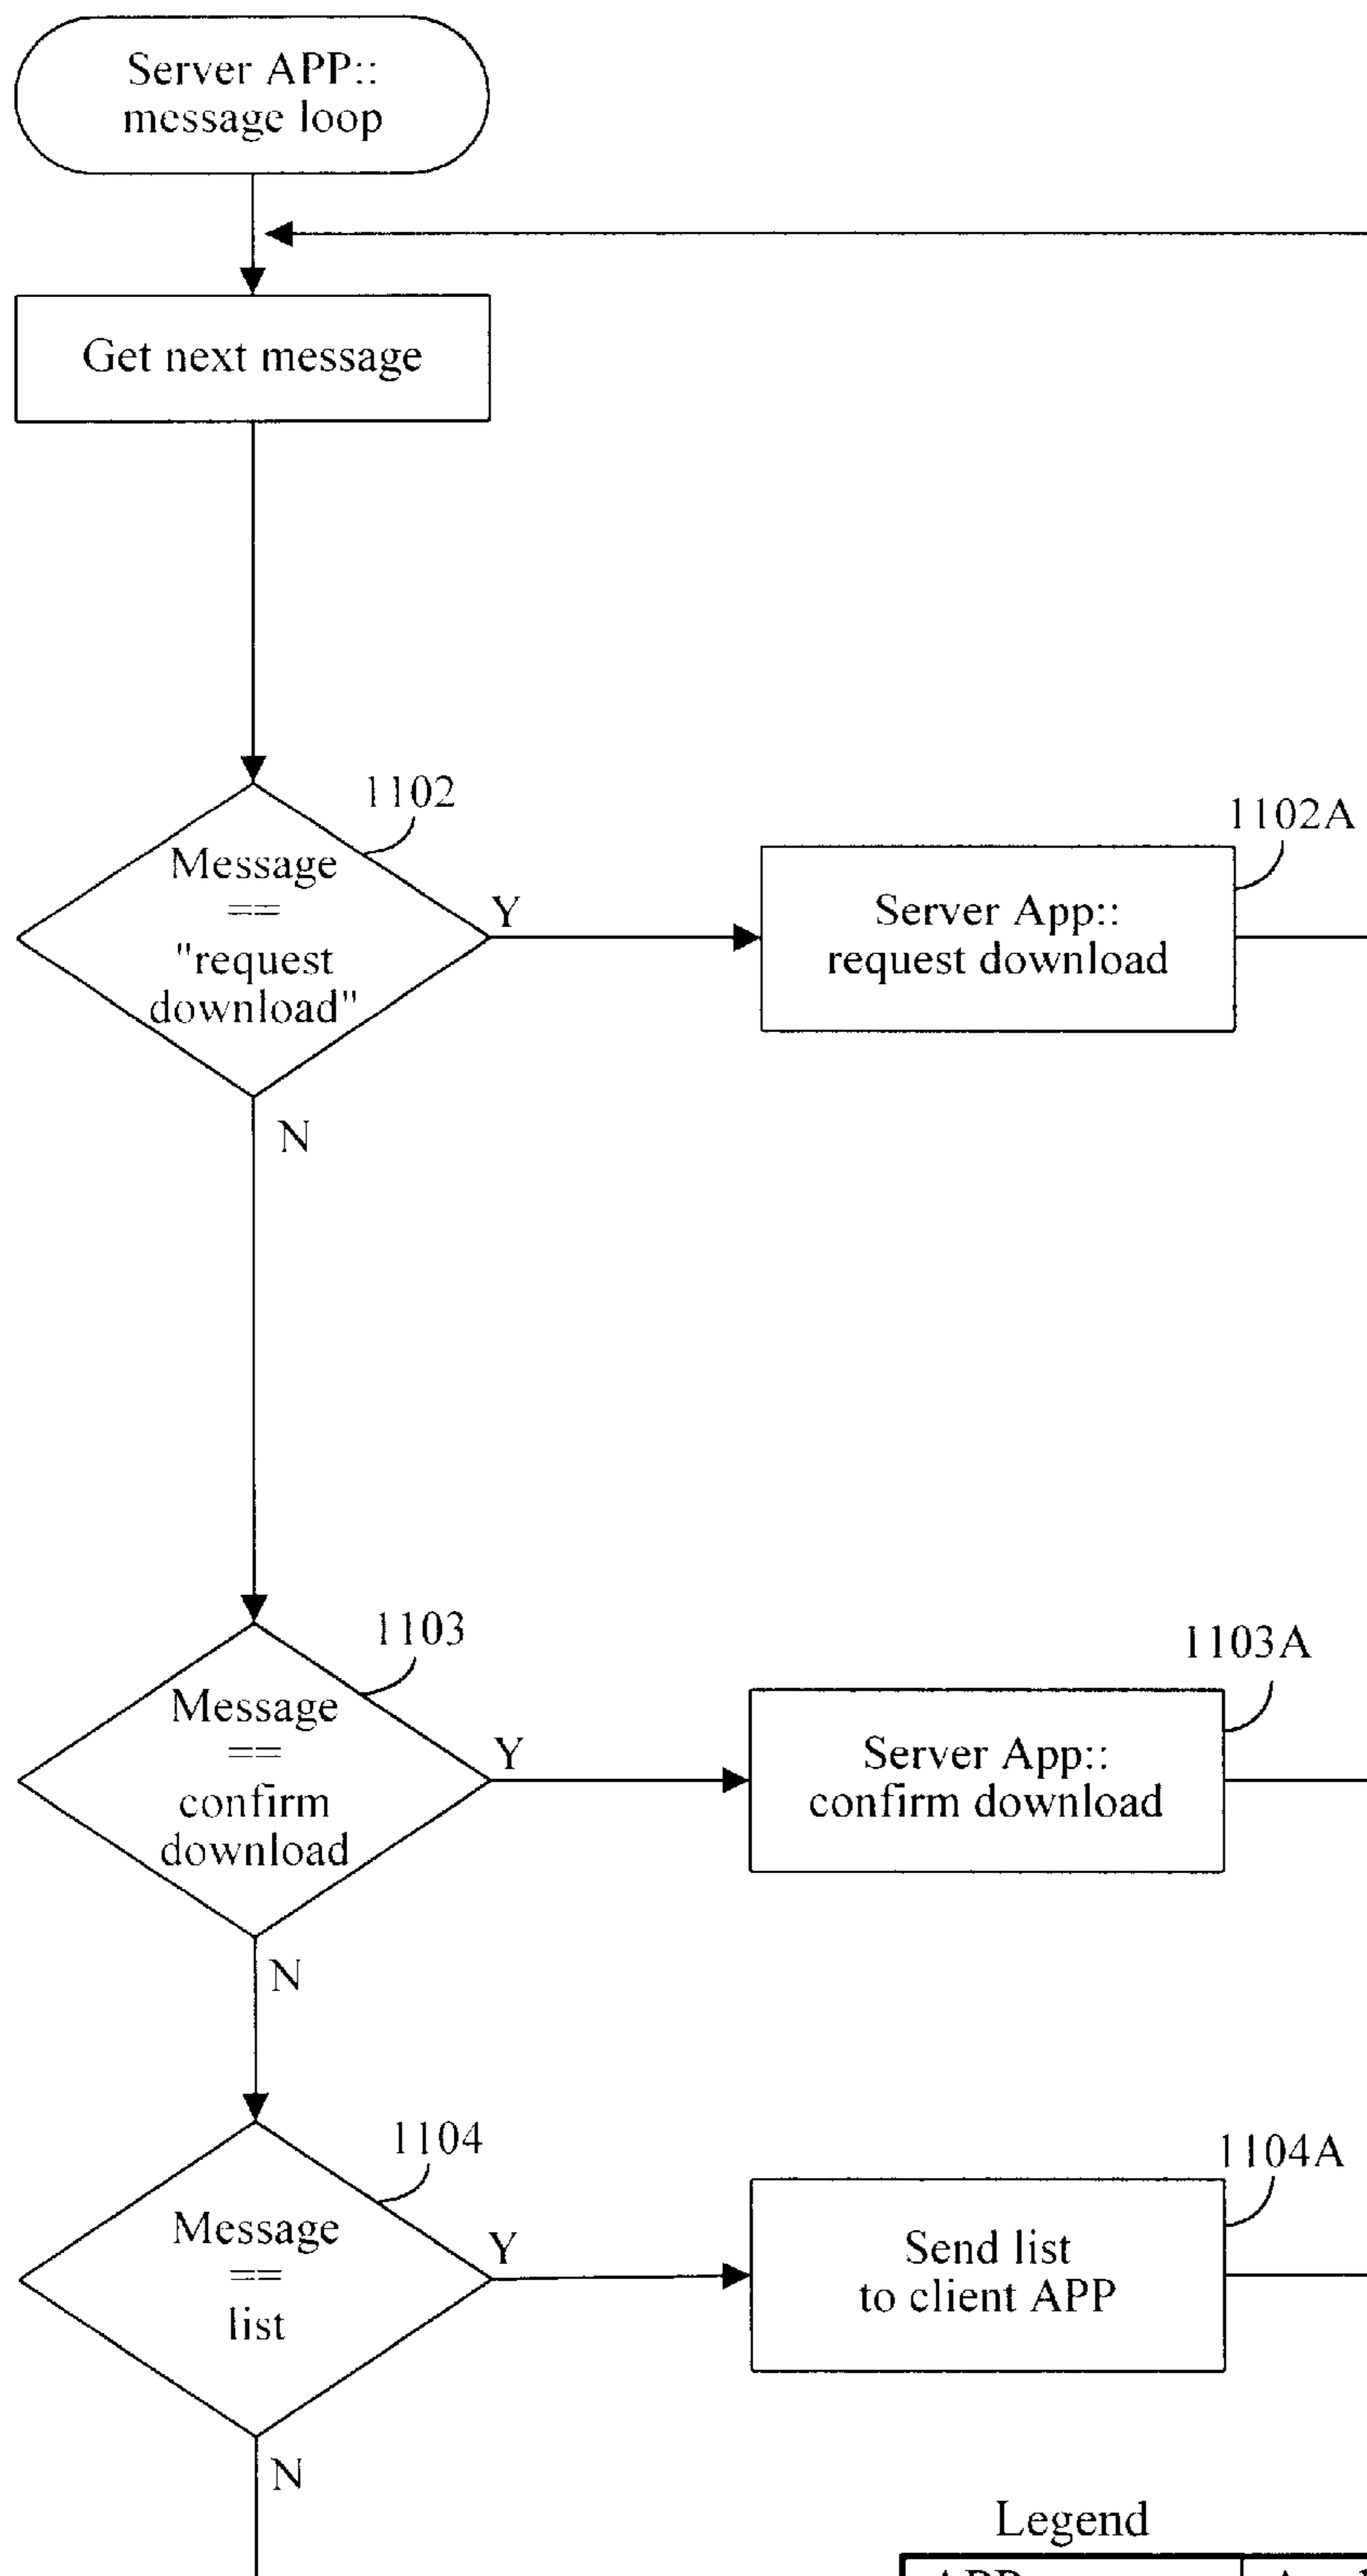 Server APP::
message loop
Get next message
1102
Message
==
"request
download"
Y
N
1102A
Server App::
request download
1103
Message
==
confirm
download
Y
N
1103A
Server App::
confirm download
1104
Message
==
list
Y
N
1104A
Send list
to client APP
Legend